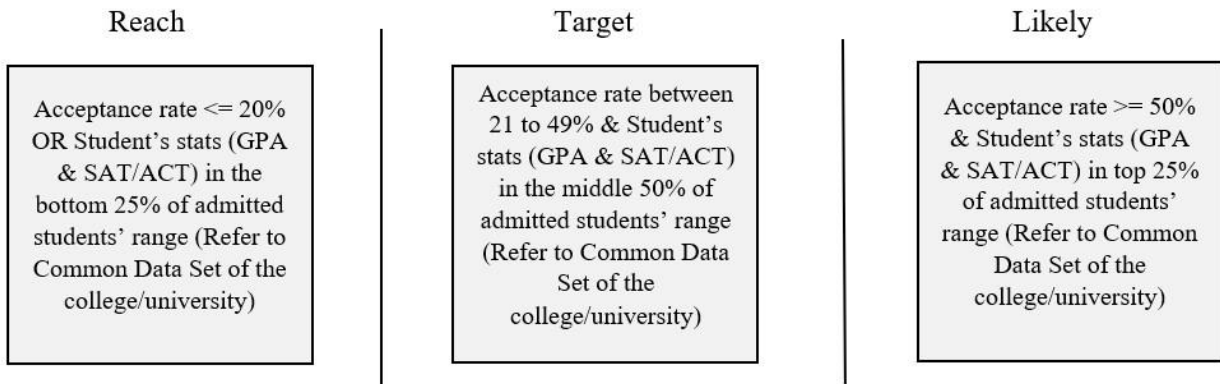 Reach
Acceptance rate <= 20%
OR Student’s stats (GPA
& SAT/ACT) in the
bottom 25% of admitted
students’ range (Refer to
Common Data Set of the
college/university)
Target
Acceptance rate between
21 to 49% & Student’s
stats (GPA & SAT/ACT)
in the middle 50% of
admitted students’ range
(Refer to Common Data
Set of the
college/university)
Likely
Acceptance rate >= 50%
& Student’s stats (GPA
& SAT/ACT) in top 25%
of admitted students’
range (Refer to Common
Data Set of the
college/university)